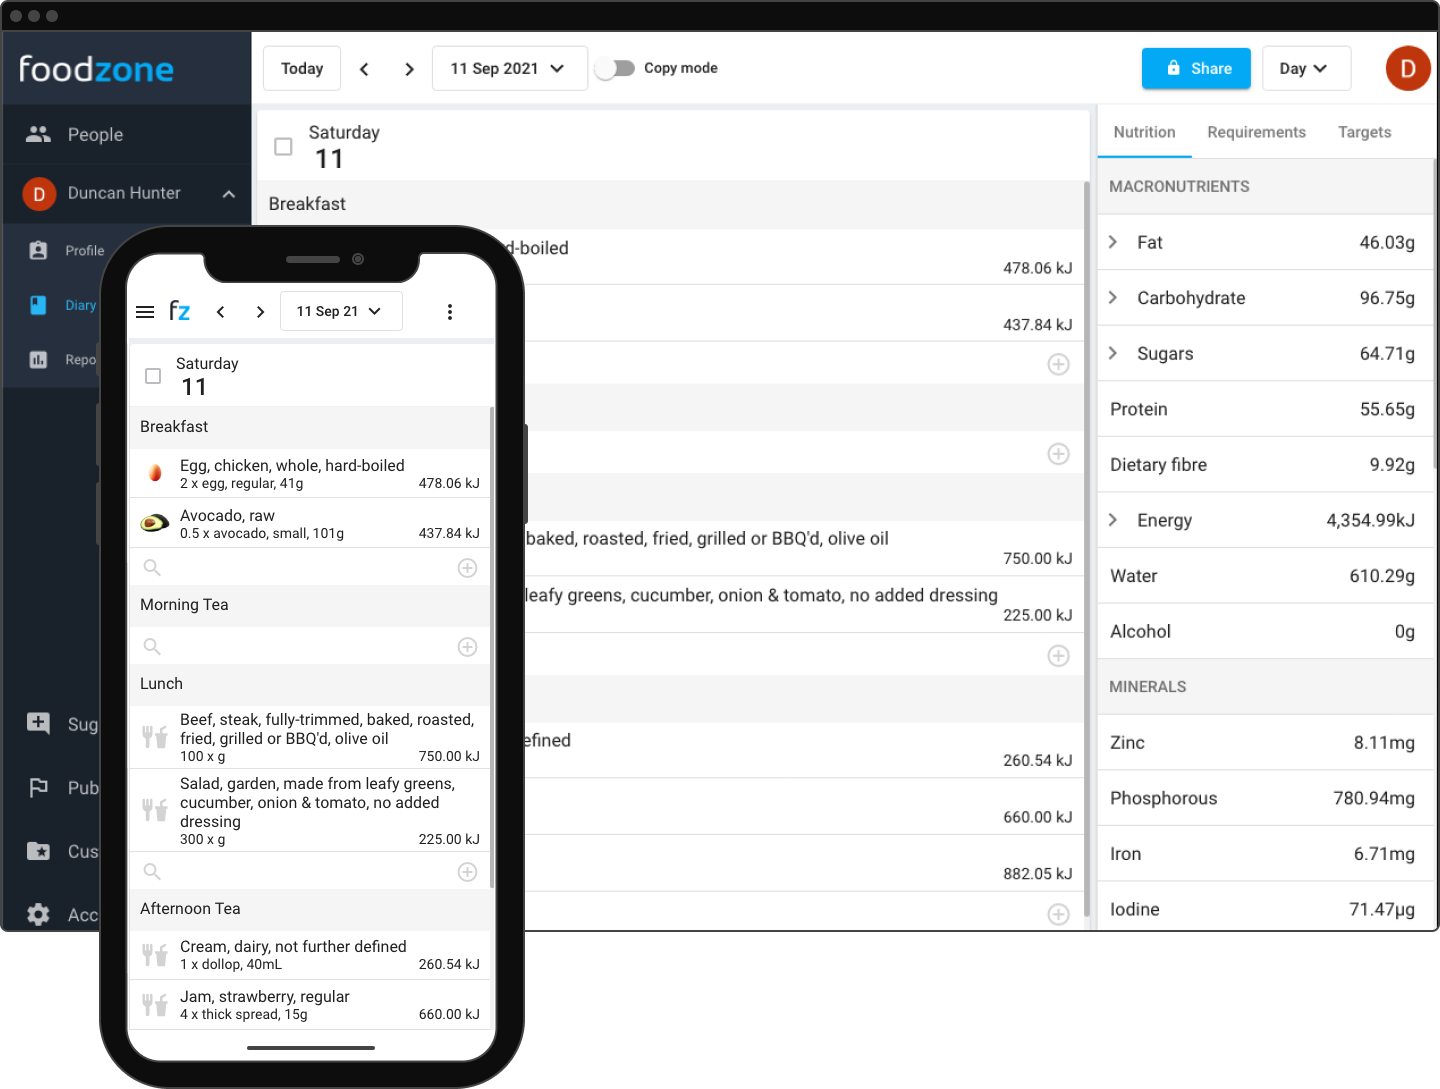 foodzone
Today
11 Sep 2021
Copy mode
Share
Day
D
People
D
Duncan Hunter
Profile
Diary
Repo
Sug
Pub
Cus
Acc
Saturday
11
Breakfast
d-boiled
478.06 kJ
437.84 kJ
baked, roasted, fried, grilled or BBQ'd, olive oil
750.00 kJ
leafy greens, cucumber, onion & tomato, no added dressing
225.00 kJ
efined
260.54 kJ
660.00 kJ
882.05 kJ
Nutrition Requirements Targets
MACRONUTRIENTS
Fat 46.03g
Carbohydrate 96.75g
Sugars 64.71g
Protein 55.65g
Dietary fibre 9.92g
Energy 4,354.99kJ
Water 610.29g
Alcohol 0g
MINERALS
Zinc 8.11mg
Phosphorous 780.94mg
Iron 6.71mg
Iodine 71.47µg
fz
11 Sep 21
Saturday
11
Breakfast
Egg, chicken, whole, hard-boiled
2 x egg, regular, 41g 478.06 kJ
Avocado, raw
0.5 x avocado, small, 101g 437.84 kJ
Morning Tea
Lunch
Beef, steak, fully-trimmed, baked, roasted,
fried, grilled or BBQ'd, olive oil
100 x g 750.00 kJ
Salad, garden, made from leafy greens,
cucumber, onion & tomato, no added
dressing
300 x g 225.00 kJ
Afternoon Tea
Cream, dairy, not further defined
1 x dollop, 40mL 260.54 kJ
Jam, strawberry, regular
4 x thick spread, 15g 660.00 kJ